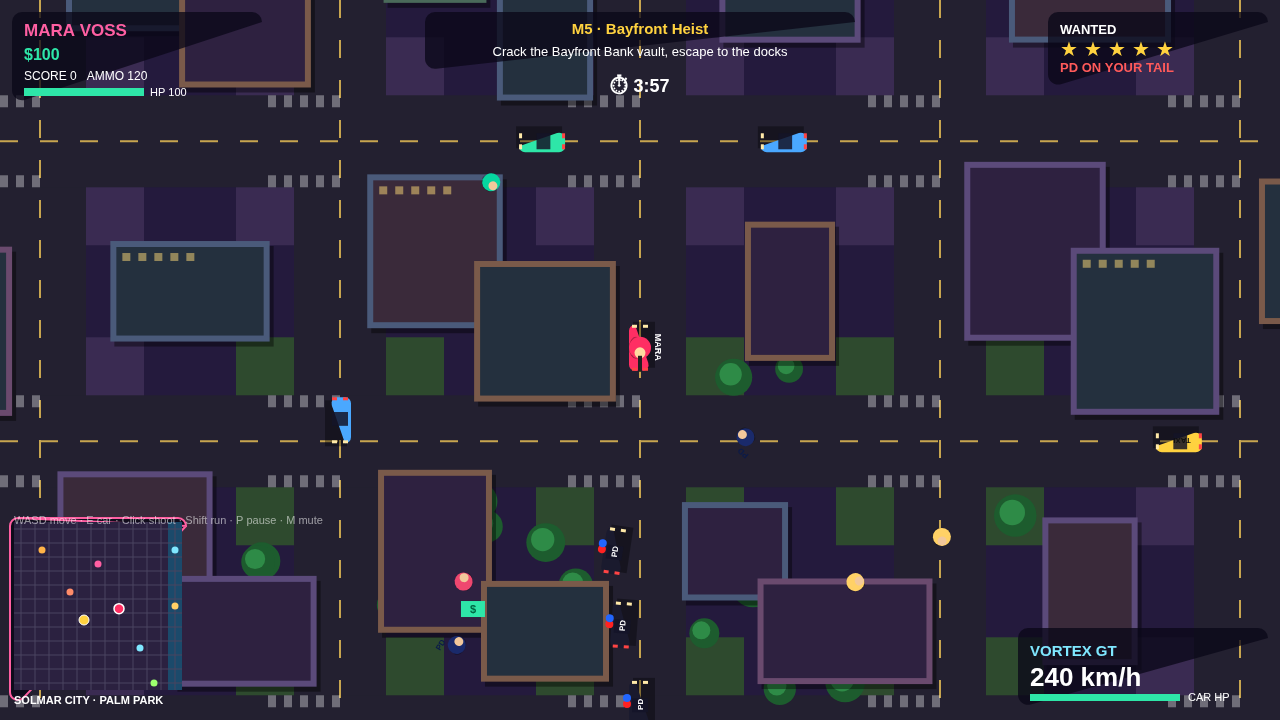 MARA VOSS
$100
SCORE 0 AMMO 120
HP 100
M5 · Bayfront Heist
Crack the Bayfront Bank vault, escape to the docks
⏱ 3:57
WANTED
★ ★ ★ ★ ★
PD ON YOUR TAIL
MARA
WASD move · E car · Click shoot · Shift run · P pause · M mute
PD
$
PD
PD
VORTEX GT
240 km/h
CAR HP
SOLMAR CITY · PALM PARK